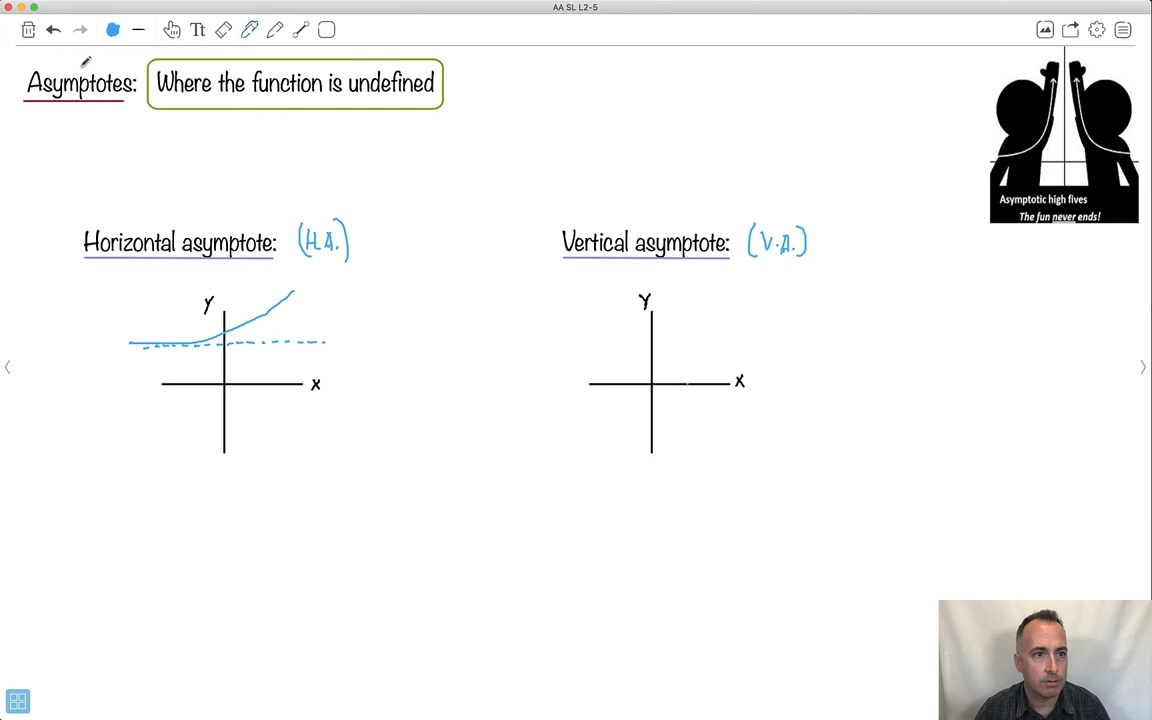 AA SL L2-5
Tt
Asymptotes: Where the function is undefined
Asymptotic high fives
The fun never ends!
Horizontal asymptote: (H.A.)
Vertical asymptote: (V.A.)
Y
X
Y
X